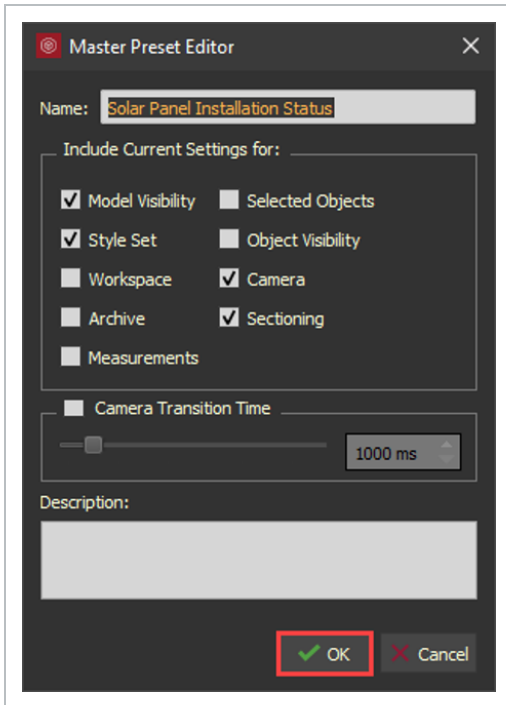 Master Preset Editor
Name: Solar Panel Installation Status
Include Current Settings for:
Model Visibility Selected Objects
Style Set Object Visibility
Workspace Camera
Archive Sectioning
Measurements
Camera Transition Time
1000 ms
Description:
OK Cancel